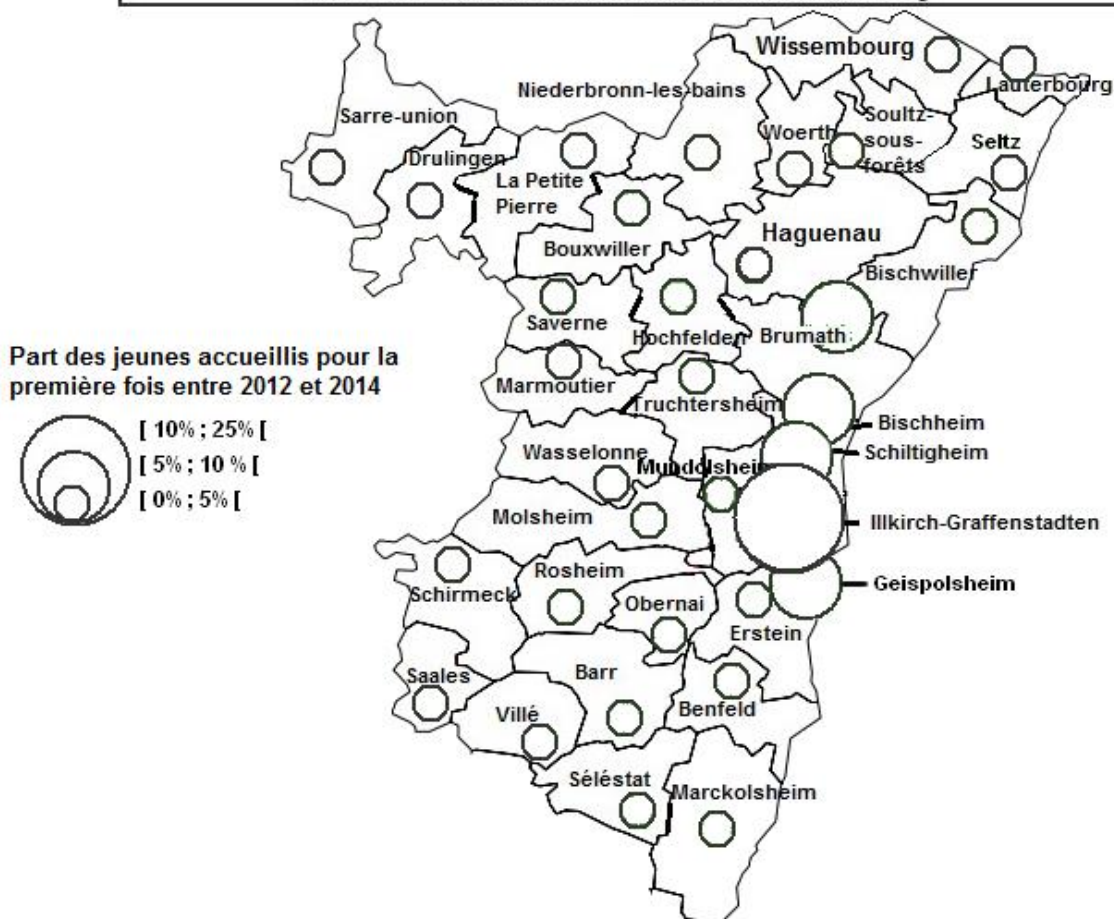 Wissembourg
Lauterbourg
Niederbronn-les-bains
Sarre-union
Soultz-
sous-
forêts
Woerth
Seltz
Drulingen
La Petite
Pierre
Haguenau
Bouxwiller
Bischwiller
Saverne
Hochfelden
Brumath
Part des jeunes accueillis pour la
première fois entre 2012 et 2014
[ 10% ; 25% [
[ 5% ; 10 % [
[ 0% ; 5% [
Marmoutier
Truchtersheim
Bischheim
Schiltigheim
Wasselonne
Mundolsheim
Molsheim
Illkirch-Graffenstadten
Rosheim
Schirmeck
Obernai
Geispolsheim
Erstein
Saales
Barr
Villé
Benfeld
Séléstat
Marckolsheim